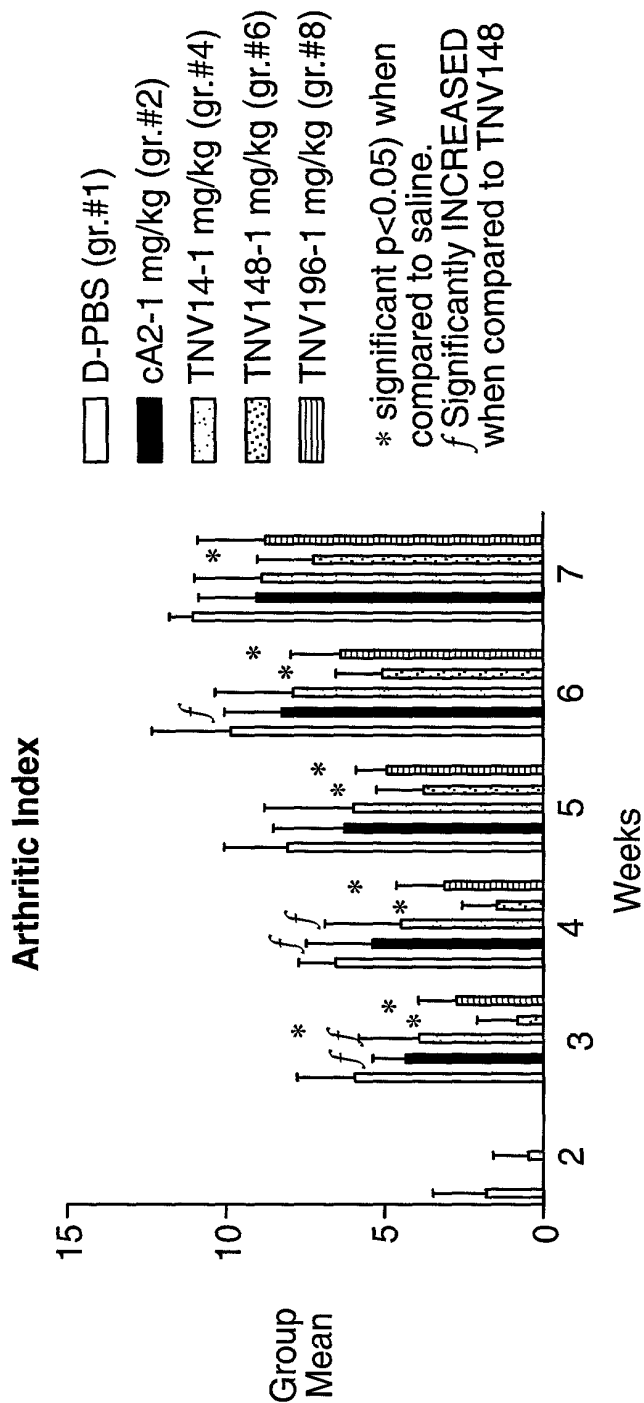 Arthritic Index
15
10
5
0
Group
Mean
2
3
4
5
6
7
Weeks
f
f
*
*
*
f
f
*
*
*
*
f
*
*
*
D-PBS (gr.#1)
cA2-1 mg/kg (gr.#2)
TNV14-1 mg/kg (gr.#4)
TNV148-1 mg/kg (gr.#6)
TNV196-1 mg/kg (gr.#8)
* significant p<0.05) when
compared to saline.
f Significantly INCREASED
when compared to TNV148